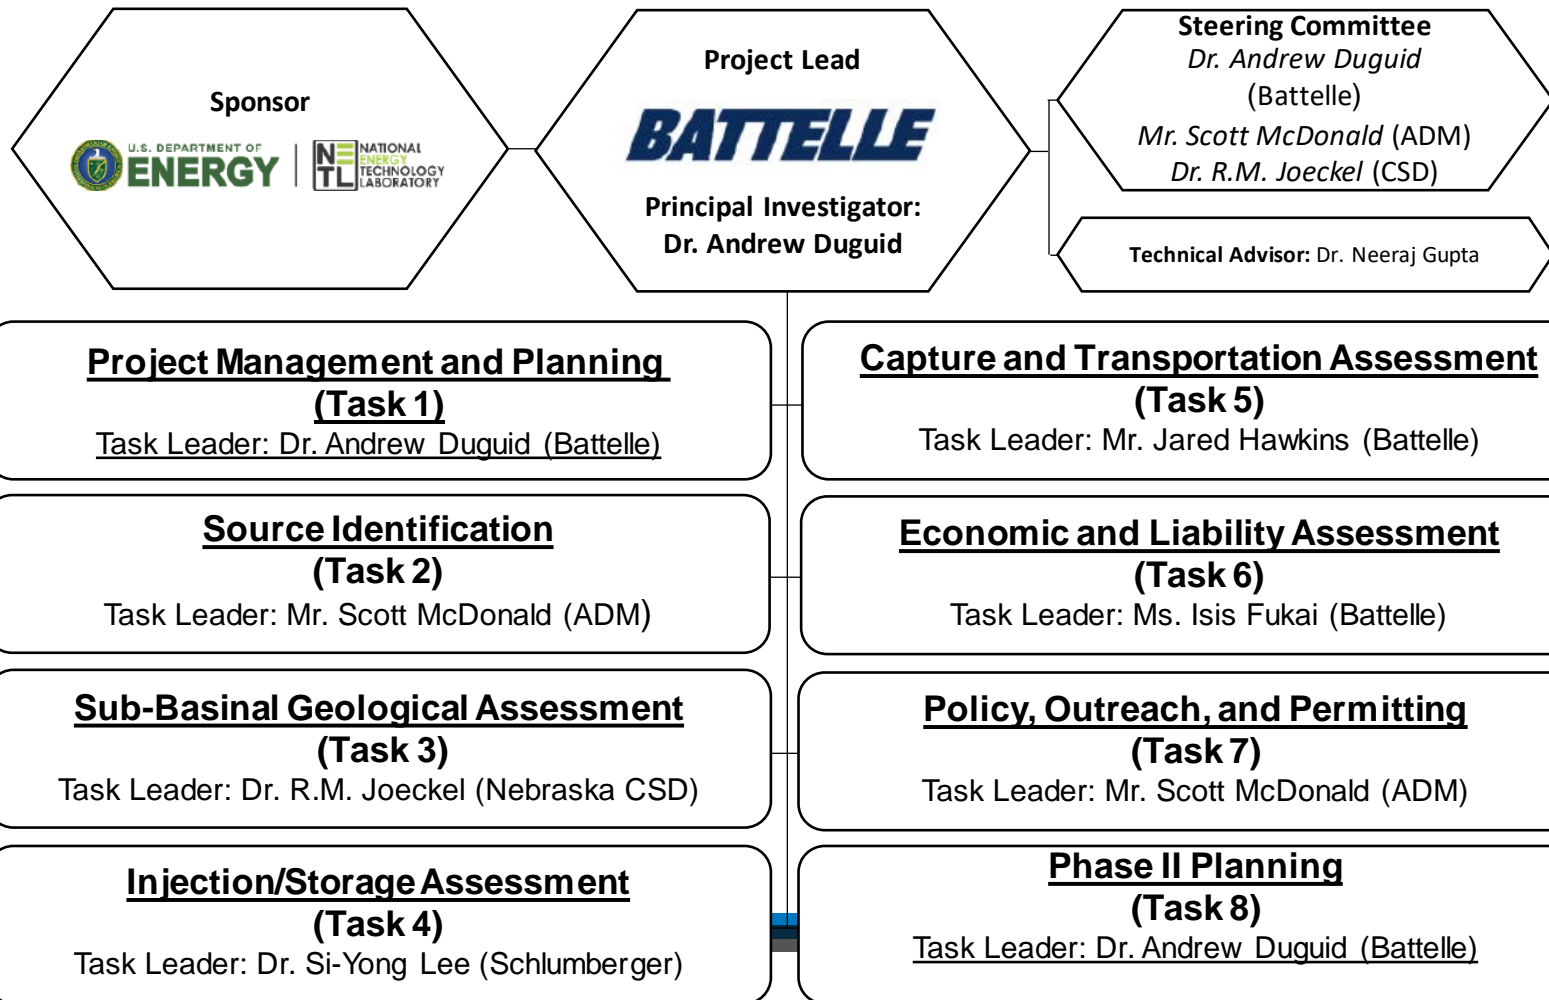 Sponsor
U.S. DEPARTMENT OF
ENERGY
NE
TL
NATIONAL
ENERGY
TECHNOLOGY
LABORATORY
Project Lead
BATTELLE
Principal Investigator:
Dr. Andrew Duguid
Steering Committee
Dr. Andrew Duguid
(Battelle)
Mr. Scott McDonald (ADM)
Dr. R.M. Joeckel (CSD)
Technical Advisor: Dr. Neeraj Gupta
Project Management and Planning
(Task 1)
Task Leader: Dr. Andrew Duguid (Battelle)
Source Identification
(Task 2)
Task Leader: Mr. Scott McDonald (ADM)
Sub-Basinal Geological Assessment
(Task 3)
Task Leader: Dr. R.M. Joeckel (Nebraska CSD)
Injection/Storage Assessment
(Task 4)
Task Leader: Dr. Si-Yong Lee (Schlumberger)
Capture and Transportation Assessment
(Task 5)
Task Leader: Mr. Jared Hawkins (Battelle)
Economic and Liability Assessment
(Task 6)
Task Leader: Ms. Isis Fukai (Battelle)
Policy, Outreach, and Permitting
(Task 7)
Task Leader: Mr. Scott McDonald (ADM)
Phase II Planning
(Task 8)
Task Leader: Dr. Andrew Duguid (Battelle)